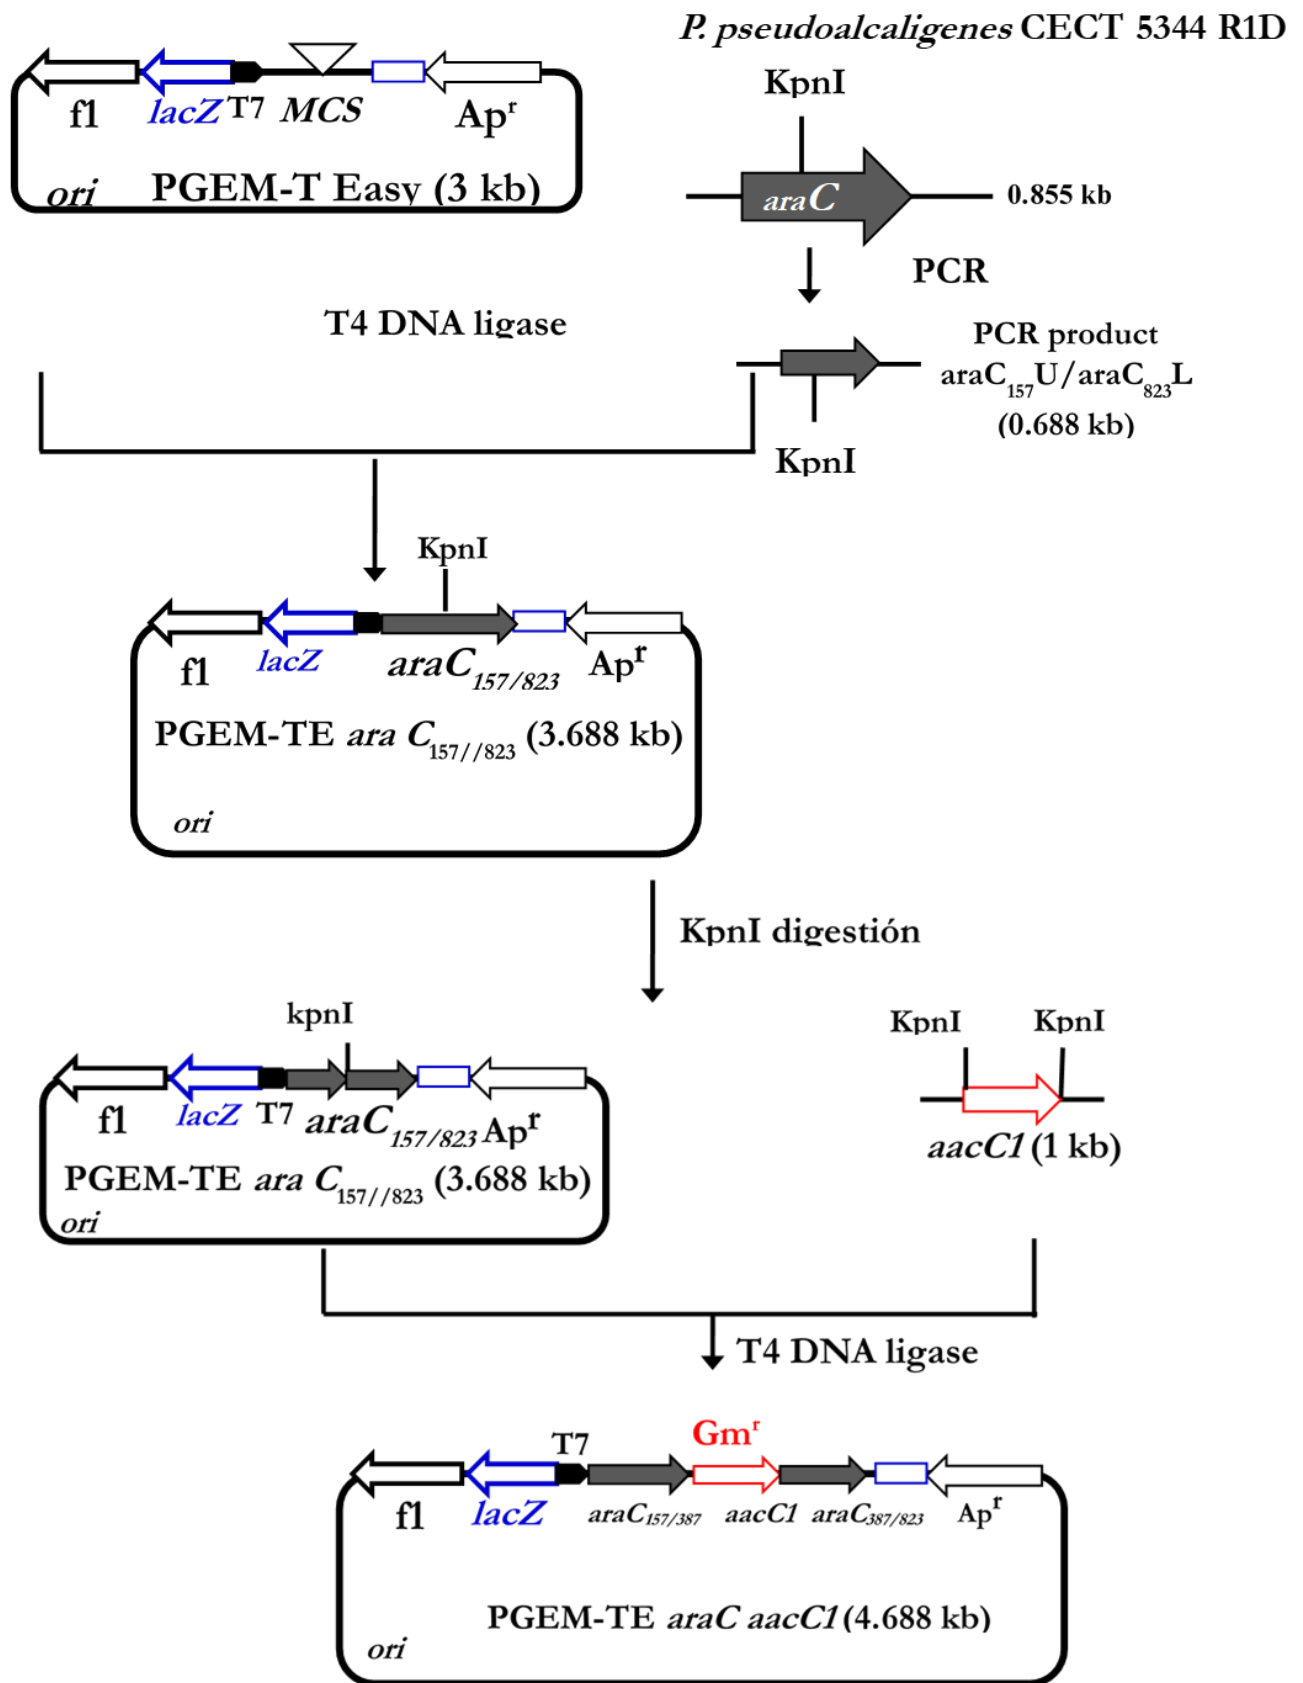 P. pseudoalcaligenes CECT 5344 R1D
KpnI
f1 lacZ T7 MCS Apʳ
ori PGEM-T Easy (3 kb)
araC 0.855 kb
PCR
T4 DNA ligase
PCR product
araC₁₅₇U/araC₈₂₃L
(0.688 kb)
KpnI
KpnI
f1 lacZ araC157/823 Apʳ
PGEM-TE ara C157//823 (3.688 kb)
ori
KpnI digestión
kpnI
KpnI KpnI
f1 lacZ T7 araC157/823 Apʳ
aacC1 (1 kb)
PGEM-TE ara C157//823 (3.688 kb)
ori
T4 DNA ligase
T7 Gmʳ
f1 lacZ araC157/387 aacC1 araC387/823 Apʳ
PGEM-TE araC aacC1 (4.688 kb)
ori